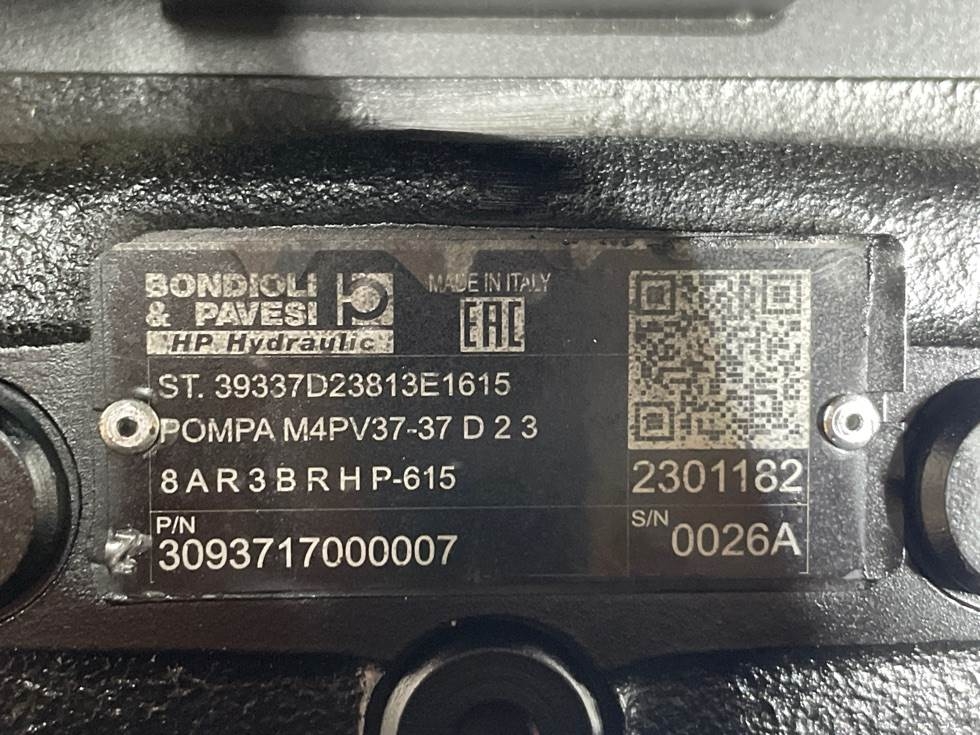 BONDIOLI
& PAVESI
HP Hydraulic
MADE IN ITALY
EAC
ST. 39337D23813E1615
POMPA M4PV37-37 D 2 3
8 A R 3 B R H P-615
2301182
P/N
3093717000007
S/N
0026A